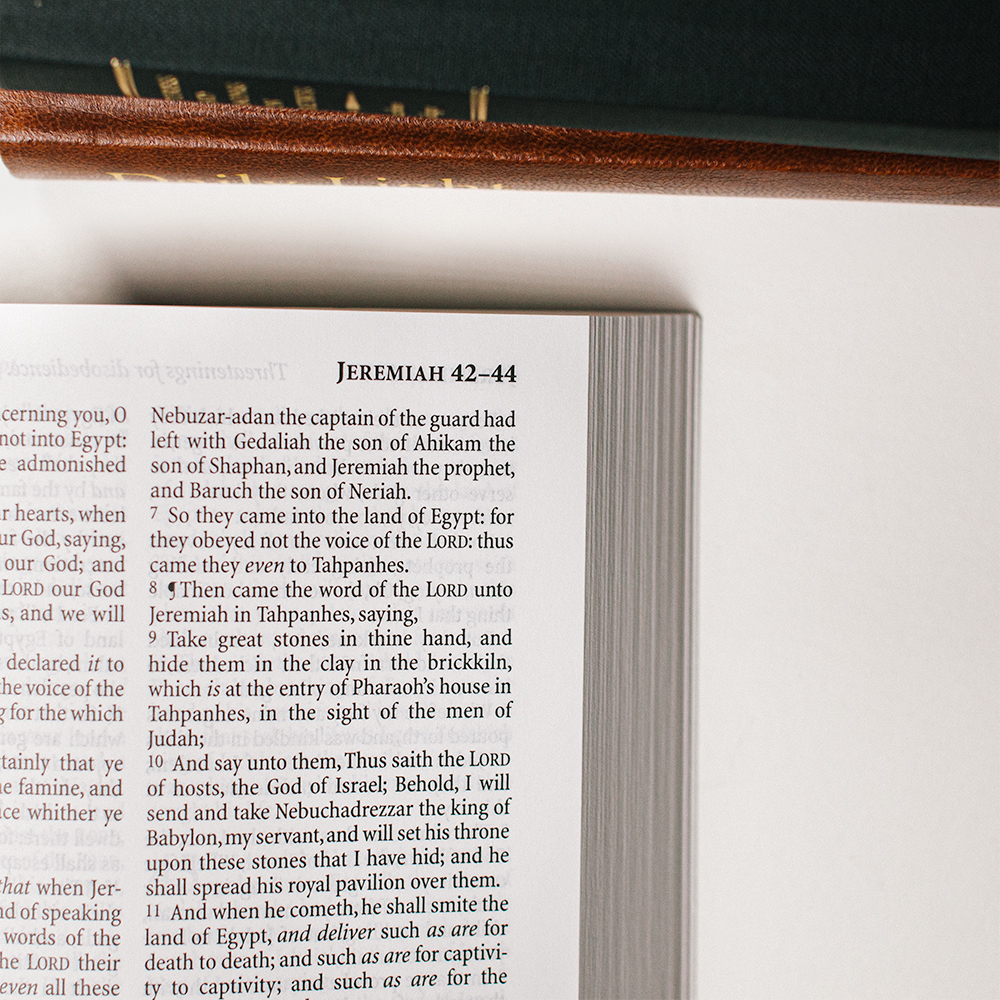 Daily Light
JEREMIAH 42–44
cerning you, O
not into Egypt:
admonished
hearts, when
our God, saying,
our God; and
LORD our God
and we will
declared it to
the voice of the
for the which
that ye
famine, and
whither ye
that when Jer-
of speaking
words of the
the LORD their
even all these
Nebuzar-adan the captain of the guard had
left with Gedaliah the son of Ahikam the
son of Shaphan, and Jeremiah the prophet,
and Baruch the son of Neriah.
7 So they came into the land of Egypt: for
they obeyed not the voice of the LORD: thus
came they even to Tahpanhes.
8 ¶Then came the word of the LORD unto
Jeremiah in Tahpanhes, saying,
9 Take great stones in thine hand, and
hide them in the clay in the brickkiln,
which is at the entry of Pharaoh's house in
Tahpanhes, in the sight of the men of
Judah;
10 And say unto them, Thus saith the LORD
of hosts, the God of Israel; Behold, I will
send and take Nebuchadrezzar the king of
Babylon, my servant, and will set his throne
upon these stones that I have hid; and he
shall spread his royal pavilion over them.
11 And when he cometh, he shall smite the
land of Egypt, and deliver such as are for
death to death; and such as are for captivi-
ty to captivity; and such as are for the